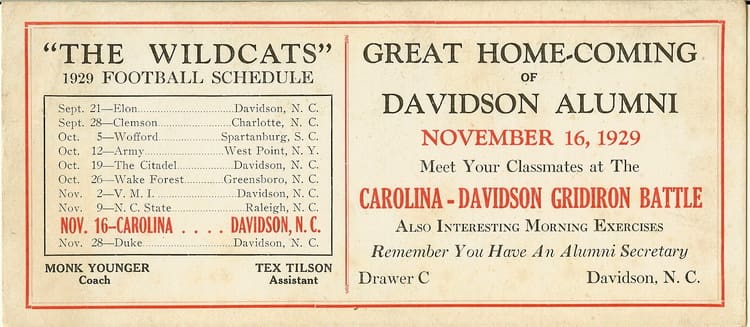 "THE WILDCATS"
1929 FOOTBALL SCHEDULE
Sept. 21—Elon..............................Davidson, N. C.
Sept. 28—Clemson.......................Charlotte, N. C.
Oct. 5—Wofford....................Spartanburg, S. C.
Oct. 12—Army.........................West Point, N. Y.
Oct. 19—The Citadel....................Davidson, N. C.
Oct. 26—Wake Forest..............Greensboro, N. C.
Nov. 2—V. M. I...........................Davidson, N. C.
Nov. 9—N. C. State.......................Raleigh, N. C.
NOV. 16—CAROLINA . . . . DAVIDSON, N. C.
Nov. 28—Duke............................Davidson, N. C.
MONK YOUNGER TEX TILSON
Coach Assistant
GREAT HOME-COMING
OF
DAVIDSON ALUMNI
NOVEMBER 16, 1929
Meet Your Classmates at The
CAROLINA - DAVIDSON GRIDIRON BATTLE
ALSO INTERESTING MORNING EXERCISES
Remember You Have An Alumni Secretary
Drawer C Davidson, N. C.